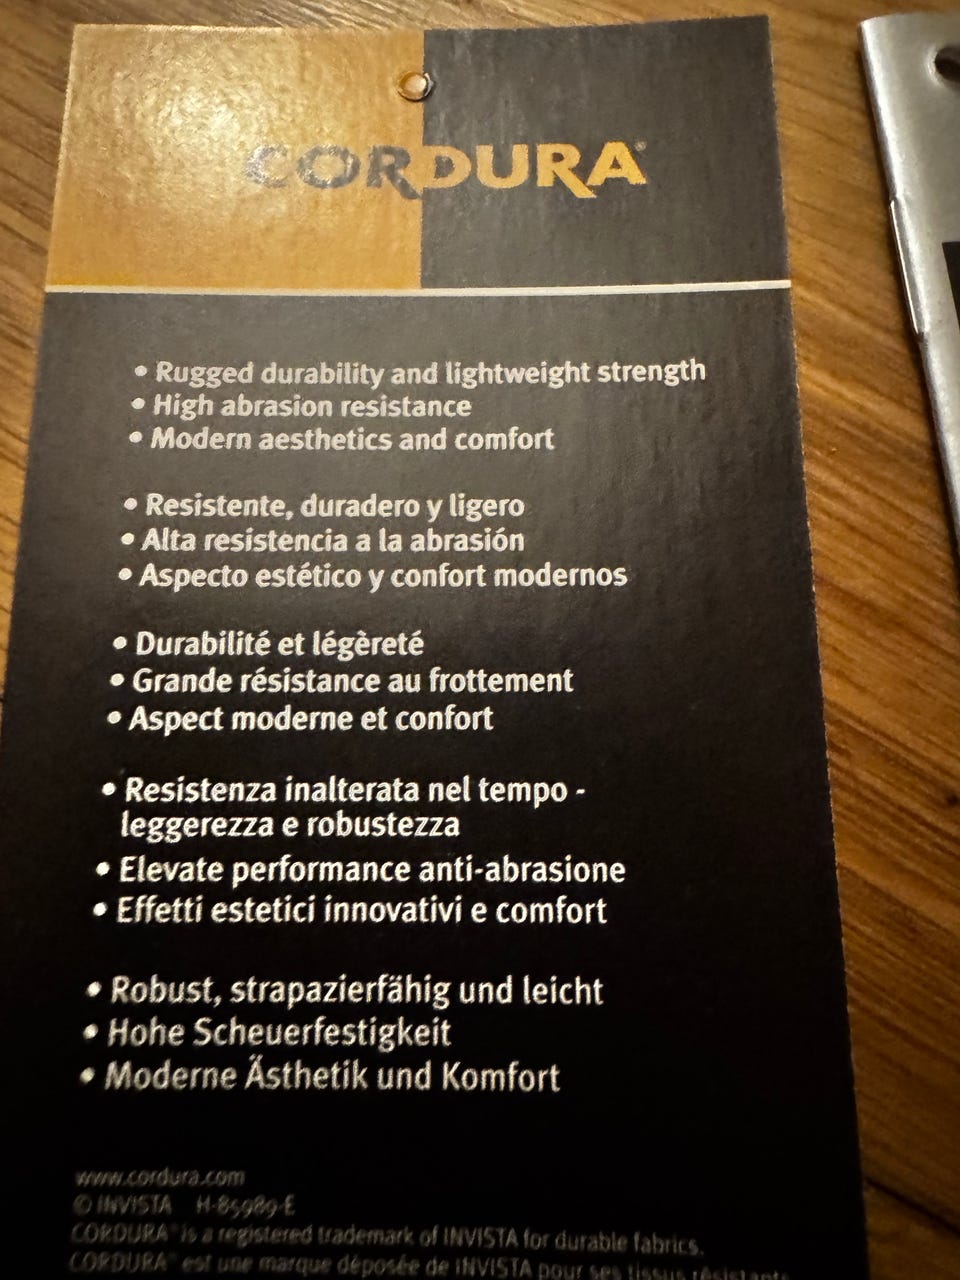 CORDURA®
• Rugged durability and lightweight strength
• High abrasion resistance
• Modern aesthetics and comfort
• Resistente, duradero y ligero
• Alta resistencia a la abrasión
• Aspecto estético y confort modernos
• Durabilité et légèreté
• Grande résistance au frottement
• Aspect moderne et confort
• Resistenza inalterata nel tempo -
leggerezza e robustezza
• Elevate performance anti-abrasione
• Effetti estetici innovativi e comfort
• Robust, strapazierfähig und leicht
• Hohe Scheuerfestigkeit
• Moderne Ästhetik und Komfort
www.cordura.com
© INVISTA H-85989-E
CORDURA® is a registered trademark of INVISTA for durable fabrics.
CORDURA® est une marque déposée de INVISTA pour ses tissus résistants